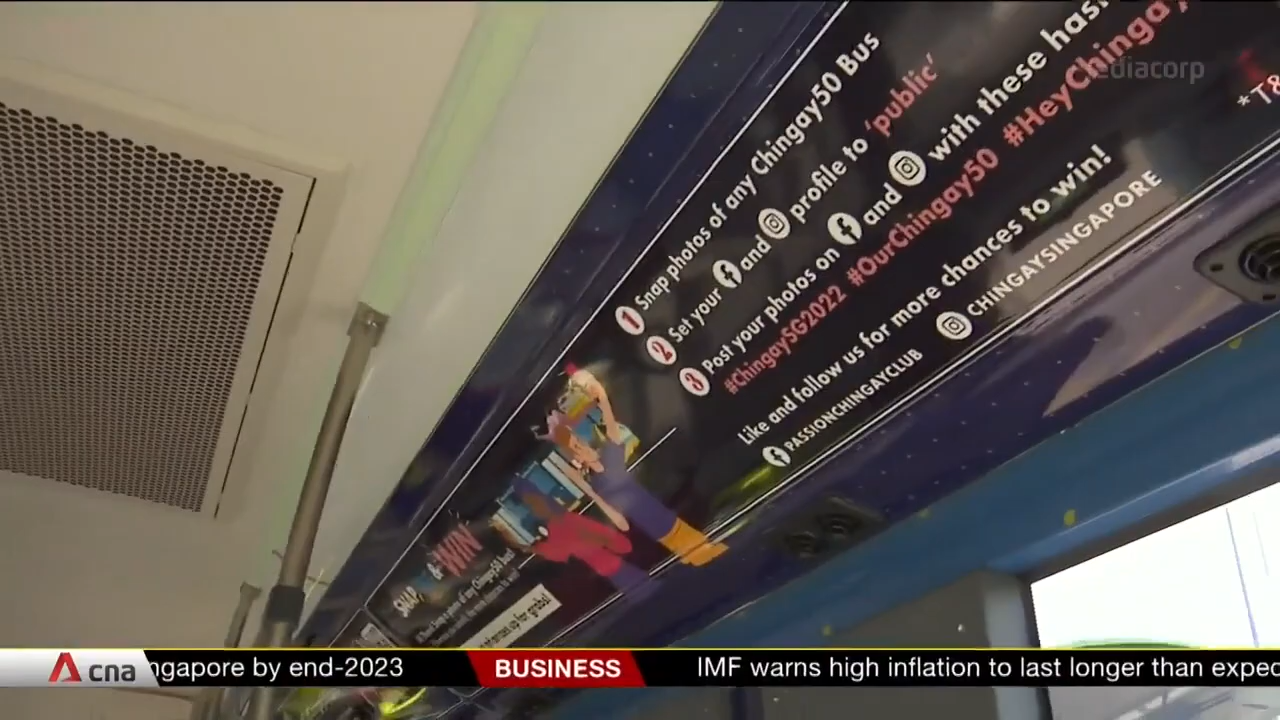 mediacorp
1 Snap photos of any Chingay50 Bus
2 Set your and profile to 'public'
3 Post your photos on and with these
#ChingaySG2022 #OurChingay50 #HeyChingay
*T&
Like and follow us for more chances to win!
PASSIONCHINGAYCLUB CHINGAYSINGAPORE
SNAP & WIN
cna ngapore by end-2023 BUSINESS IMF warns high inflation to last longer than expec